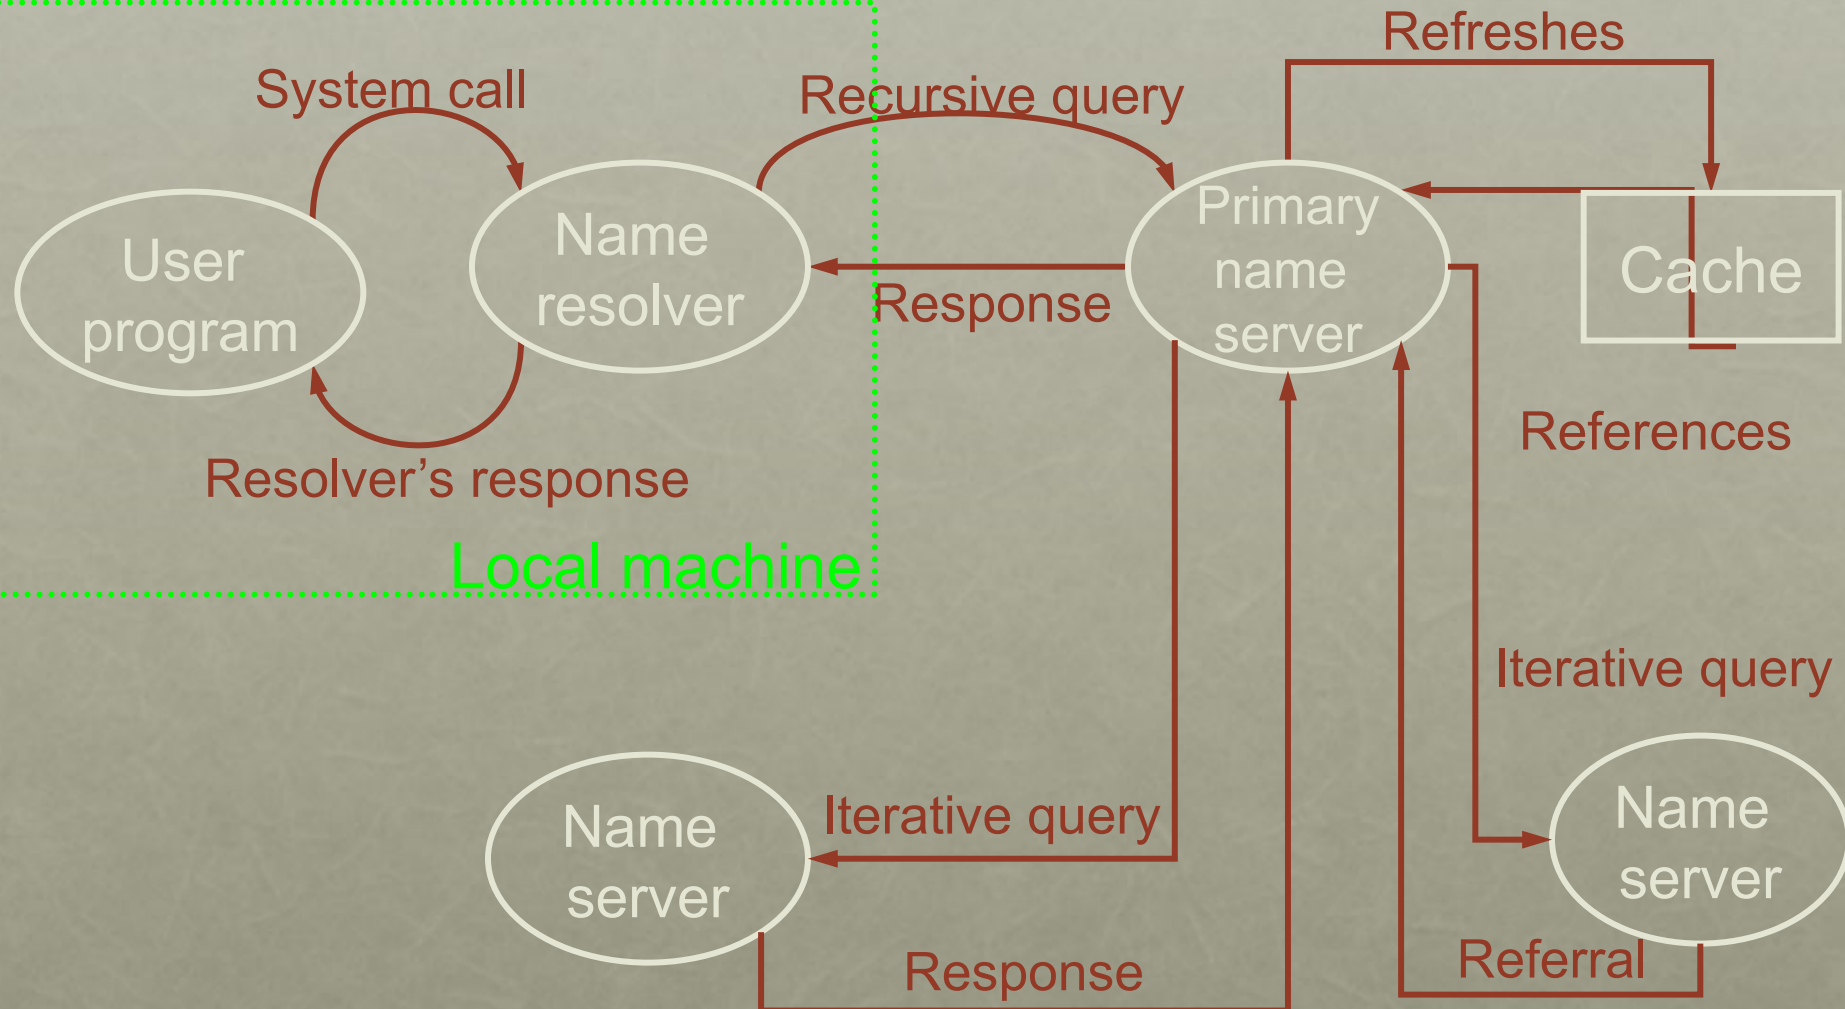 Refreshes
System call
Recursive query
User
program
Name
resolver
Primary
name
server
Cache
Response
References
Resolver’s response
Local machine
Iterative query
Name
server
Iterative query
Name
server
Response
Referral